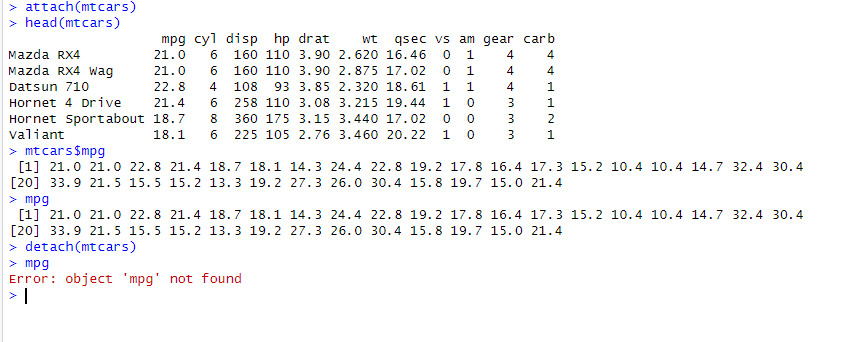 > attach(mtcars)
> head(mtcars)
                   mpg cyl disp  hp drat    wt  qsec vs am gear carb
Mazda RX4         21.0   6  160 110 3.90 2.620 16.46  0  1    4    4
Mazda RX4 Wag     21.0   6  160 110 3.90 2.875 17.02  0  1    4    4
Datsun 710        22.8   4  108  93 3.85 2.320 18.61  1  1    4    1
Hornet 4 Drive    21.4   6  258 110 3.08 3.215 19.44  1  0    3    1
Hornet Sportabout 18.7   8  360 175 3.15 3.440 17.02  0  0    3    2
Valiant           18.1   6  225 105 2.76 3.460 20.22  1  0    3    1
> mtcars$mpg
 [1] 21.0 21.0 22.8 21.4 18.7 18.1 14.3 24.4 22.8 19.2 17.8 16.4 17.3 15.2 10.4 10.4 14.7 32.4 30.4
[20] 33.9 21.5 15.5 15.2 13.3 19.2 27.3 26.0 30.4 15.8 19.7 15.0 21.4
> mpg
 [1] 21.0 21.0 22.8 21.4 18.7 18.1 14.3 24.4 22.8 19.2 17.8 16.4 17.3 15.2 10.4 10.4 14.7 32.4 30.4
[20] 33.9 21.5 15.5 15.2 13.3 19.2 27.3 26.0 30.4 15.8 19.7 15.0 21.4
> detach(mtcars)
> mpg
Error: object 'mpg' not found
>